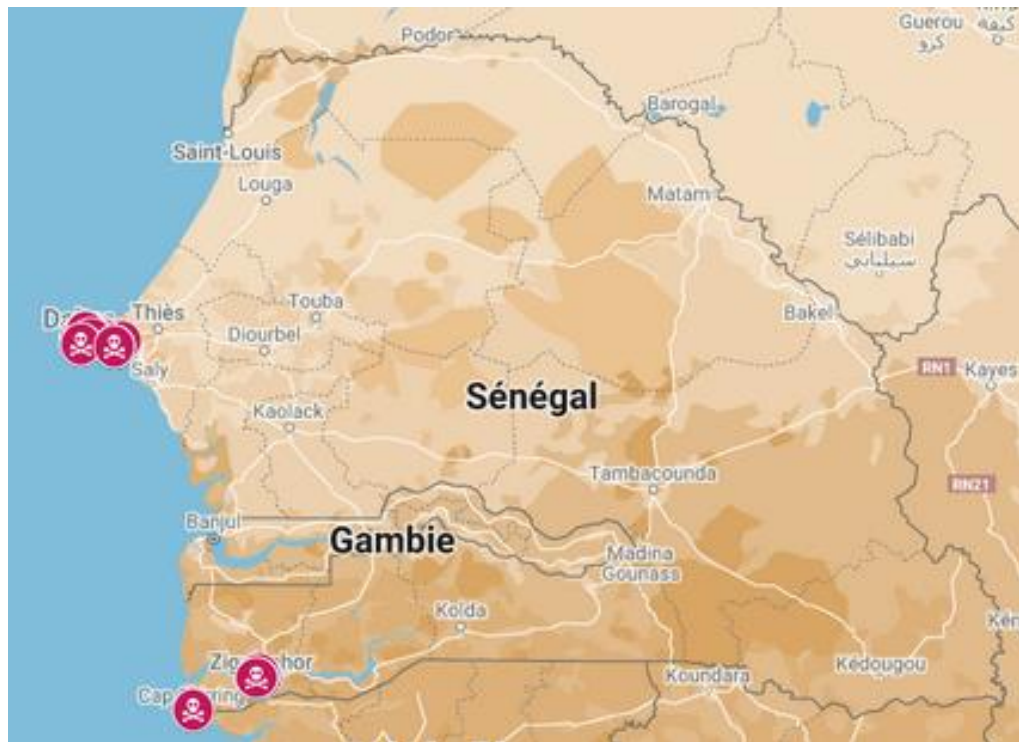 Podor
Guerou
كيفة
كرو
Barogal
Saint-Louis
Louga
Matam
Sélibabi
سيليبابي
Thiès
Touba
Bakel
Diourbel
Saly
RN1
Kayes
Sénégal
Kaolack
Tambacounda
RN21
Banjul
Gambie
Madina
Gounass
Kolda
Kédougou
Koundara